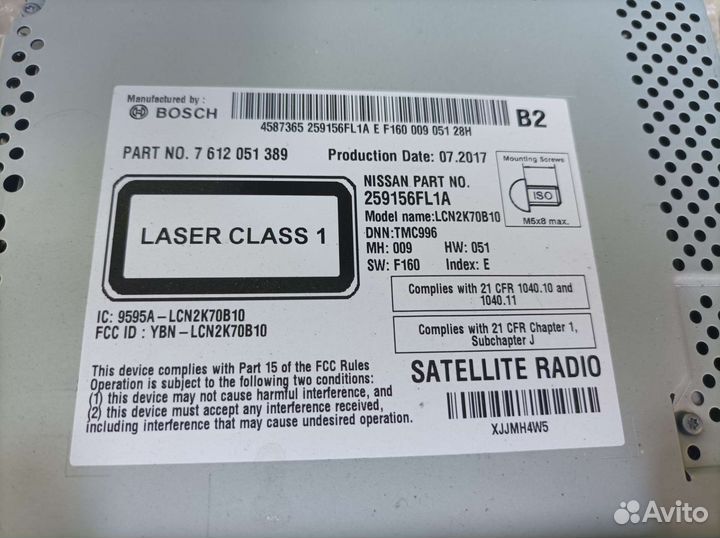 Manufactured by :
BOSCH
4587365 259156FL1A E F160 009 051 28H
B2
PART NO. 7 612 051 389
Production Date: 07.2017
Mounting Screws
ISO
M5x8 max.
NISSAN PART NO.
259156FL1A
Model name:LCN2K70B10
DNN:TMC996
MH: 009 HW: 051
SW: F160 Index: E
LASER CLASS 1
Complies with 21 CFR 1040.10 and
1040.11
IC: 9595A-LCN2K70B10
FCC ID : YBN-LCN2K70B10
Complies with 21 CFR Chapter 1,
Subchapter J
This device complies with Part 15 of the FCC Rules
Operation is subject to the following two conditions:
(1) this device may not cause harmful interference, and
(2) this device must accept any interference received,
including interference that may cause undesired operation.
SATELLITE RADIO
XJJMH4W5
Avito